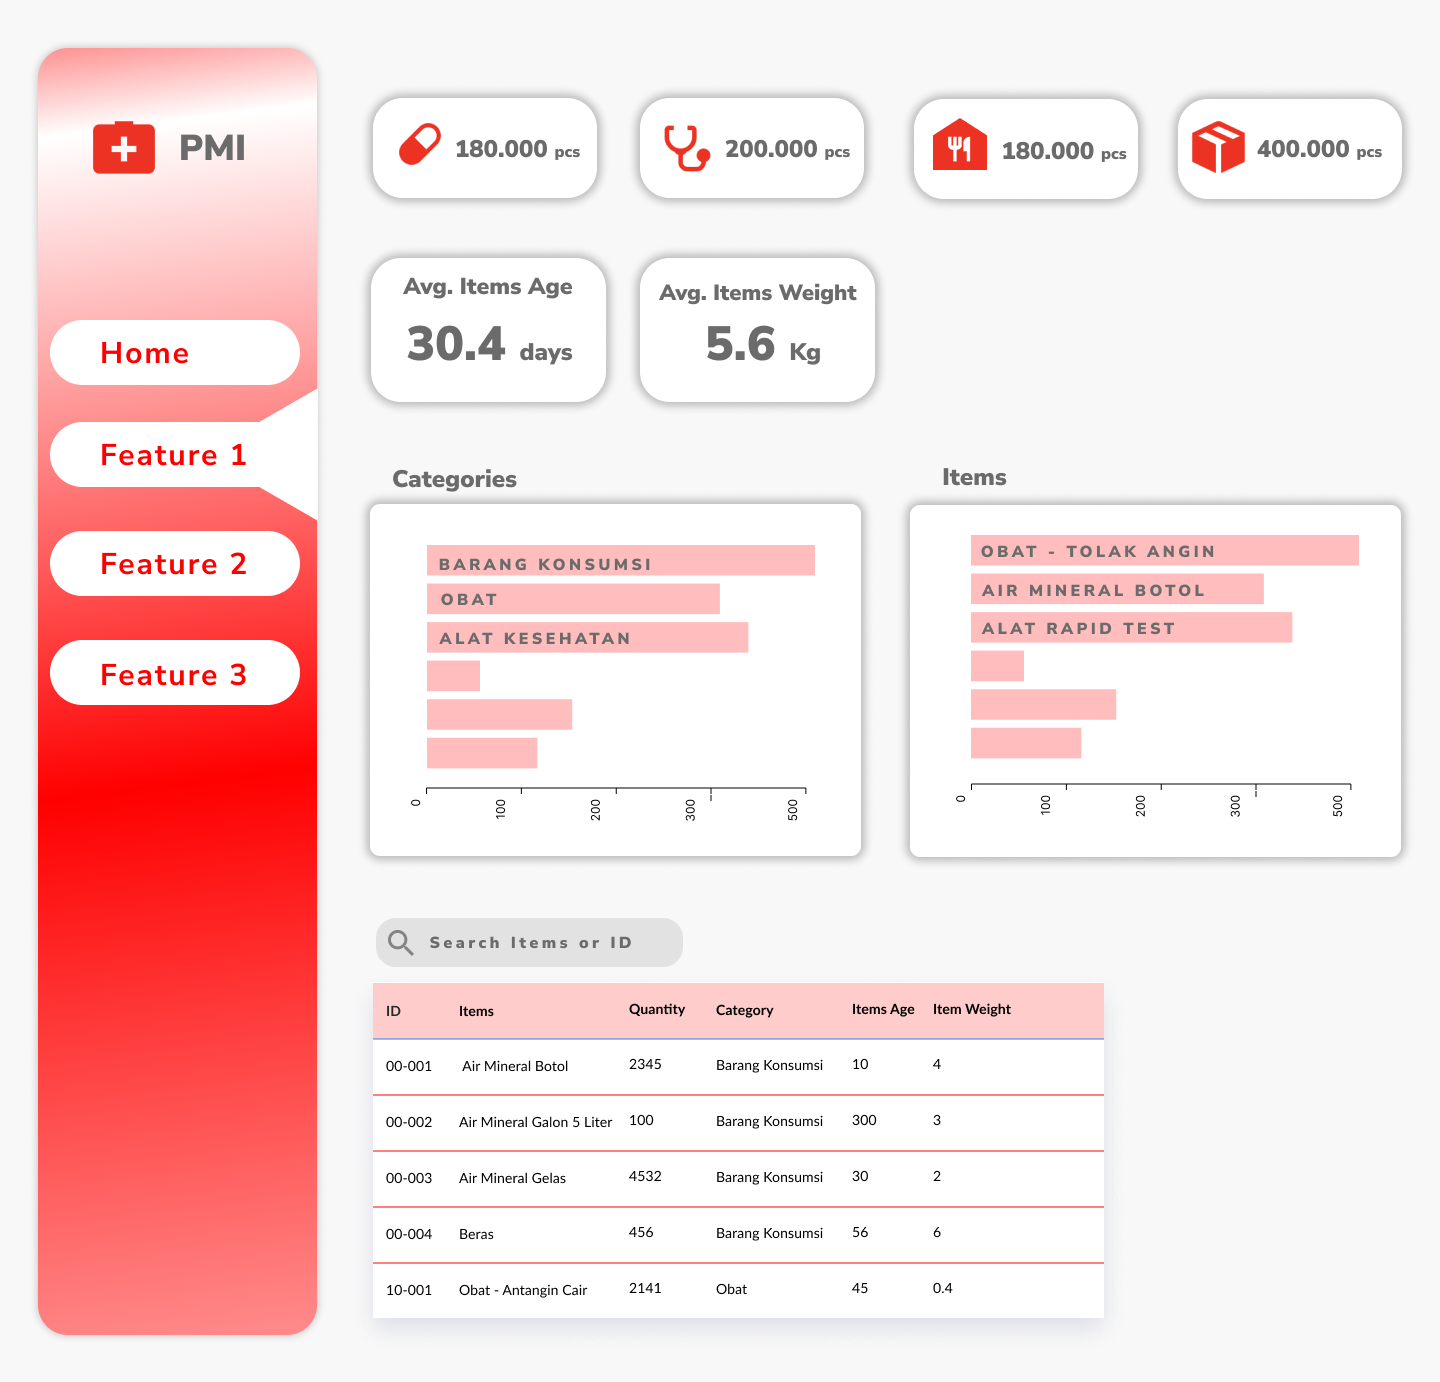 PMI
Home
Feature 1
Feature 2
Feature 3
180.000 pcs
200.000 pcs
180.000 pcs
400.000 pcs
Avg. Items Age
30.4 days
Avg. Items Weight
5.6 Kg
Categories
BARANG KONSUMSI
OBAT
ALAT KESEHATAN
0 100 200 300 500
Items
OBAT - TOLAK ANGIN
AIR MINERAL BOTOL
ALAT RAPID TEST
0 100 200 300 500
Search Items or ID
ID Items Quantity Category Items Age Item Weight
00-001 Air Mineral Botol 2345 Barang Konsumsi 10 4
00-002 Air Mineral Galon 5 Liter 100 Barang Konsumsi 300 3
00-003 Air Mineral Gelas 4532 Barang Konsumsi 30 2
00-004 Beras 456 Barang Konsumsi 56 6
10-001 Obat - Antangin Cair 2141 Obat 45 0.4